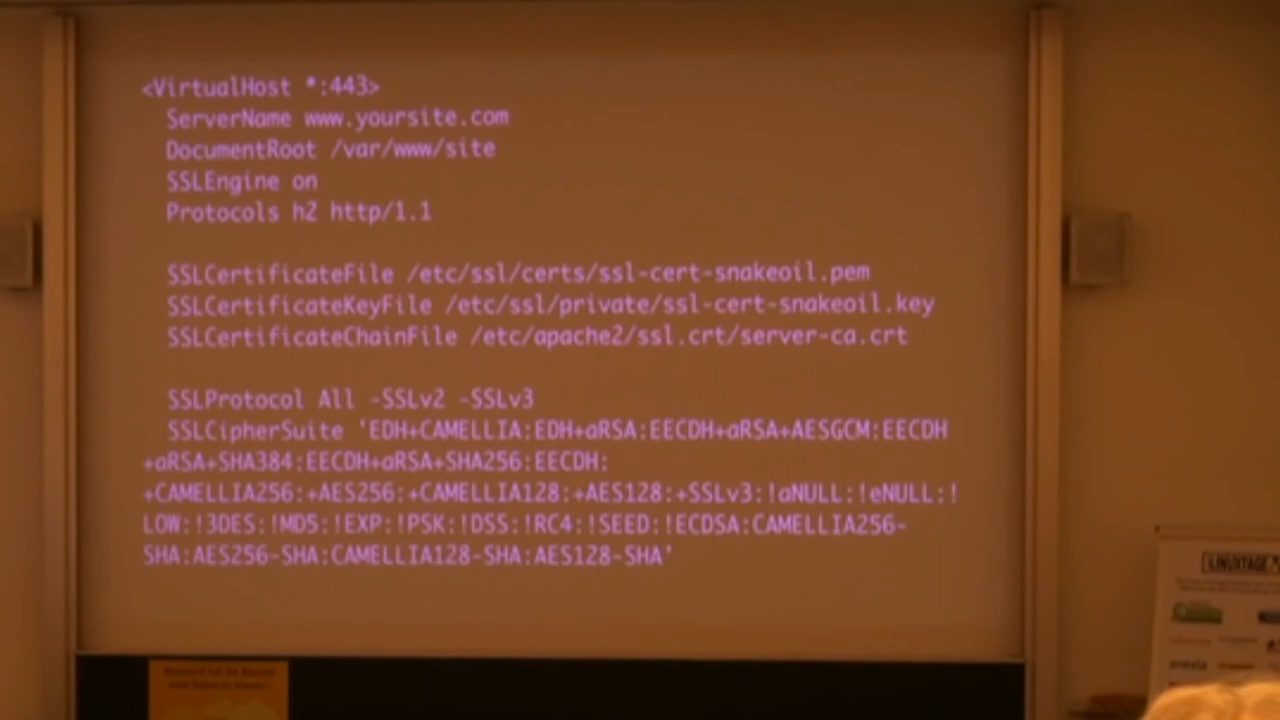 <VirtualHost *:443>
ServerName www.yoursite.com
DocumentRoot /var/www/site
SSLEngine on
Protocols h2 http/1.1
SSLCertificateFile /etc/ssl/certs/ssl-cert-snakeoil.pem
SSLCertificateKeyFile /etc/ssl/private/ssl-cert-snakeoil.key
SSLCertificateChainFile /etc/apache2/ssl.crt/server-ca.crt
SSLProtocol All -SSLv2 -SSLv3
SSLCipherSuite 'EDH+CAMELLIA:EDH+aRSA:EECDH+aRSA+AESGCM:EECDH
+aRSA+SHA384:EECDH+aRSA+SHA256:EECDH:
+CAMELLIA256:+AES256:+CAMELLIA128:+AES128:+SSLv3:!aNULL:!eNULL:!
LOW:!3DES:!MD5:!EXP:!PSK:!DSS:!RC4:!SEED:!ECDSA:CAMELLIA256-
SHA:AES256-SHA:CAMELLIA128-SHA:AES128-SHA'
LINUXTAGE